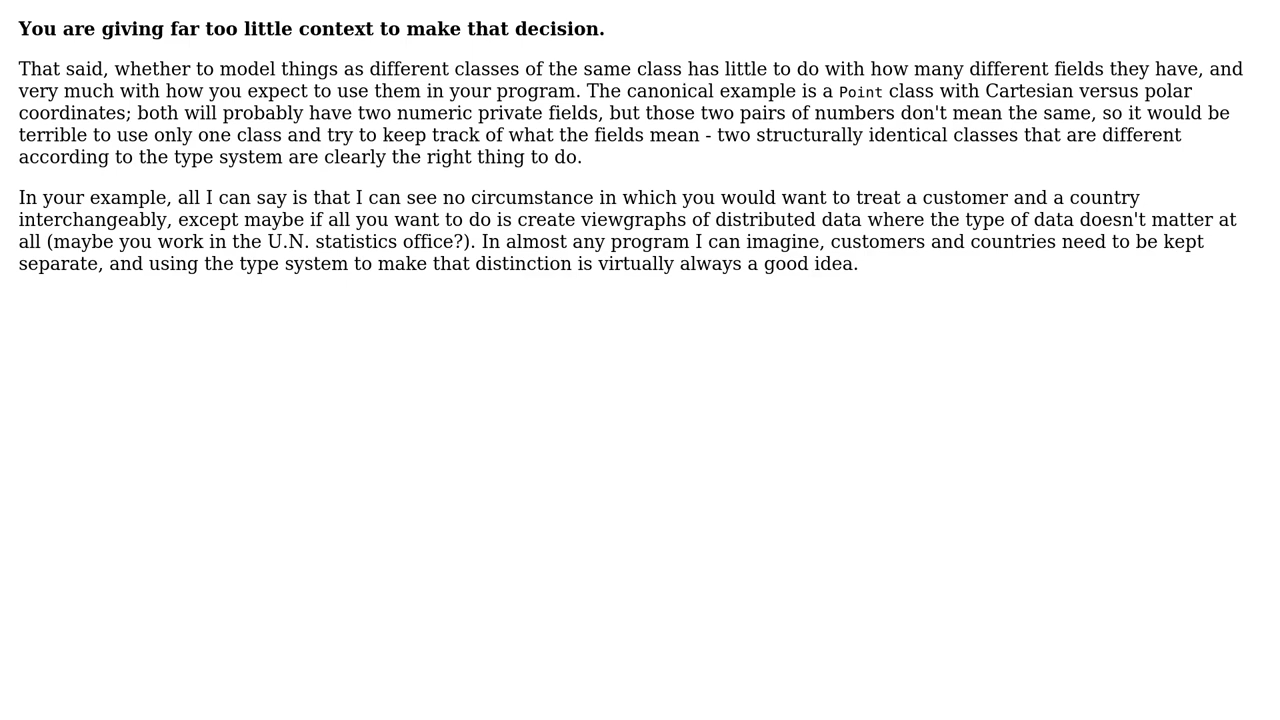 You are giving far too little context to make that decision.
That said, whether to model things as different classes of the same class has little to do with how many different fields they have, and
very much with how you expect to use them in your program. The canonical example is a Point class with Cartesian versus polar
coordinates; both will probably have two numeric private fields, but those two pairs of numbers don't mean the same, so it would be
terrible to use only one class and try to keep track of what the fields mean - two structurally identical classes that are different
according to the type system are clearly the right thing to do.
In your example, all I can say is that I can see no circumstance in which you would want to treat a customer and a country
interchangeably, except maybe if all you want to do is create viewgraphs of distributed data where the type of data doesn't matter at
all (maybe you work in the U.N. statistics office?). In almost any program I can imagine, customers and countries need to be kept
separate, and using the type system to make that distinction is virtually always a good idea.